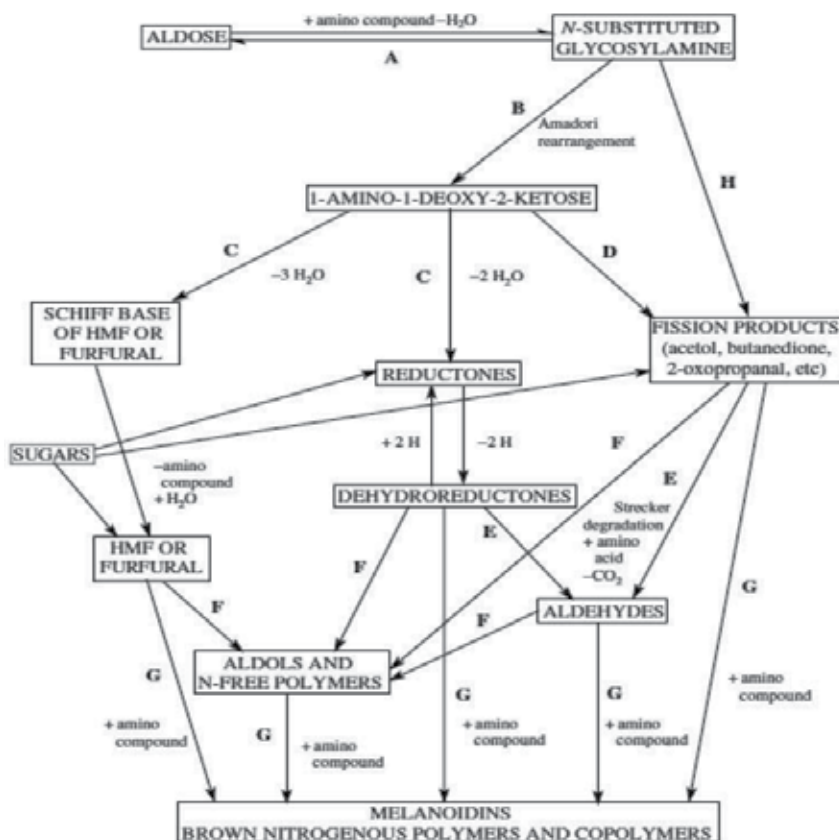 + amino compound –H₂O
ALDOSE
N-SUBSTITUTED
GLYCOSYLAMINE
A
B
Amadori
rearrangement
H
1-AMINO-1-DEOXY-2-KETOSE
C
–3 H₂O
C
–2 H₂O
D
SCHIFF BASE
OF HMF OR
FURFURAL
FISSION PRODUCTS
(acetol, butanedione,
2-oxopropanal, etc)
REDUCTONES
+ 2 H
–2 H
F
SUGARS
–amino
compound
+ H₂O
DEHYDROREDUCTONES
E
Strecker
degradation
+ amino
acid
–CO₂
E
HMF OR
FURFURAL
F
F
F
ALDEHYDES
G
ALDOLS AND
N-FREE POLYMERS
G
+ amino
compound
G
+ amino
compound
G
+ amino
compound
G
+ amino
compound
+ amino
compound
MELANOIDINS
BROWN NITROGENOUS POLYMERS AND COPOLYMERS